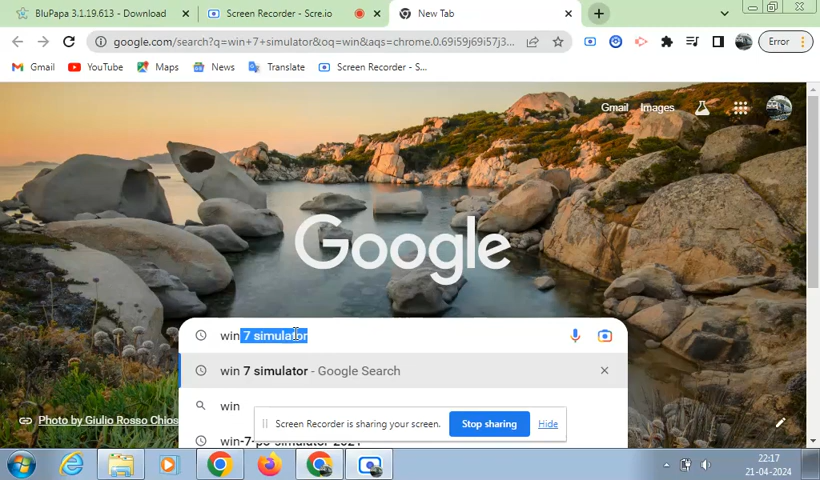 BluPapa 3.1.19.613 - Download
Screen Recorder - Scre.io
New Tab
google.com/search?q=win+7+simulator&oq=win&aqs=chrome.0.69i59j69i57j3...
Error
Gmail
YouTube
Maps
News
Translate
Screen Recorder - S...
Gmail Images
Google
win 7 simulator
win 7 simulator - Google Search
win
Photo by Giulio Rosso Chios
Screen Recorder is sharing your screen.
Stop sharing
Hide
22:17
21-04-2024